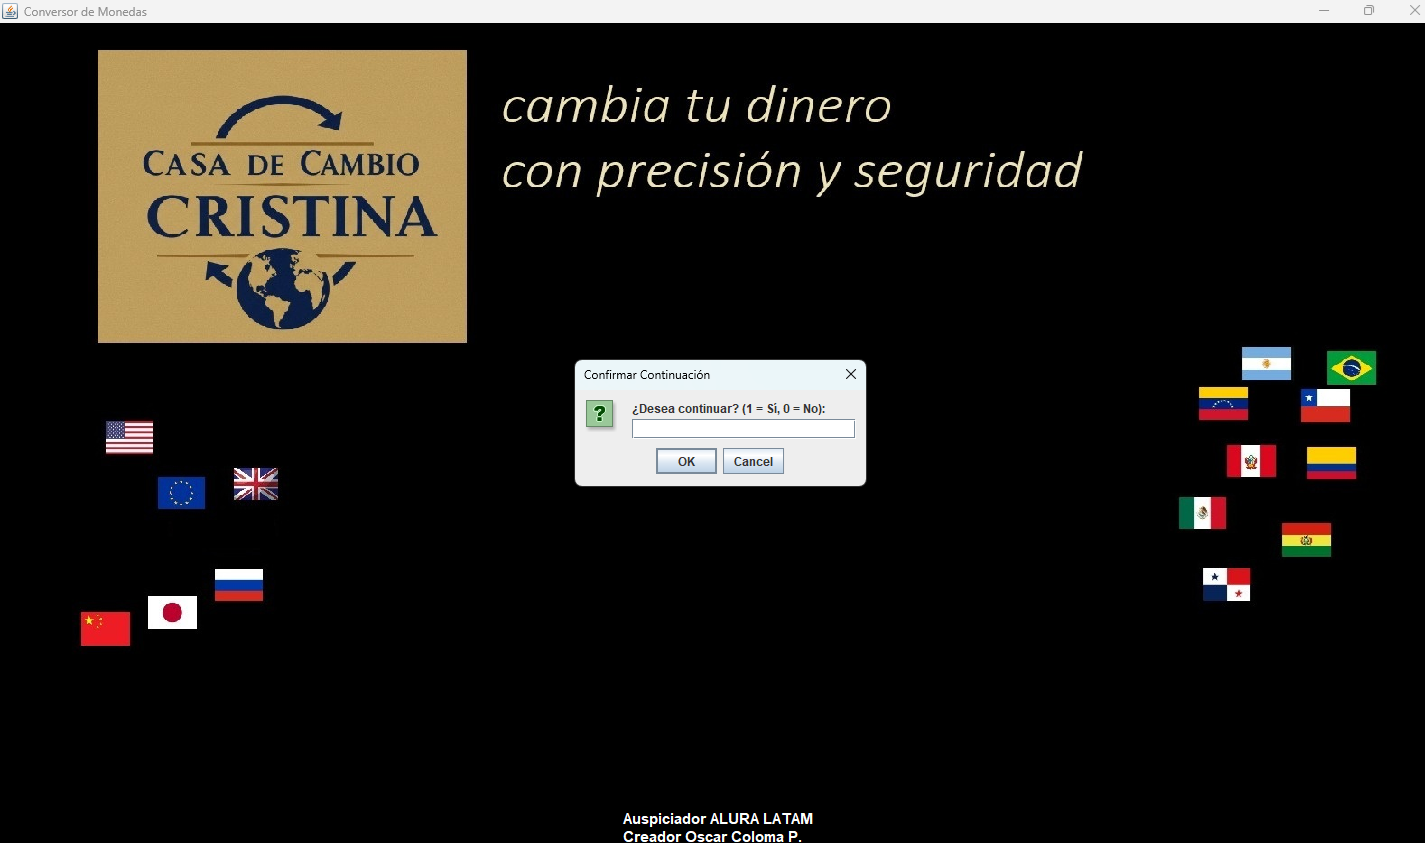 Conversor de Monedas
CASA DE CAMBIO
CRISTINA
cambia tu dinero
con precisión y seguridad
Confirmar Continuación
?
¿Desea continuar? (1 = Sí, 0 = No):
OK Cancel
Auspiciador ALURA LATAM
Creador Oscar Coloma P.